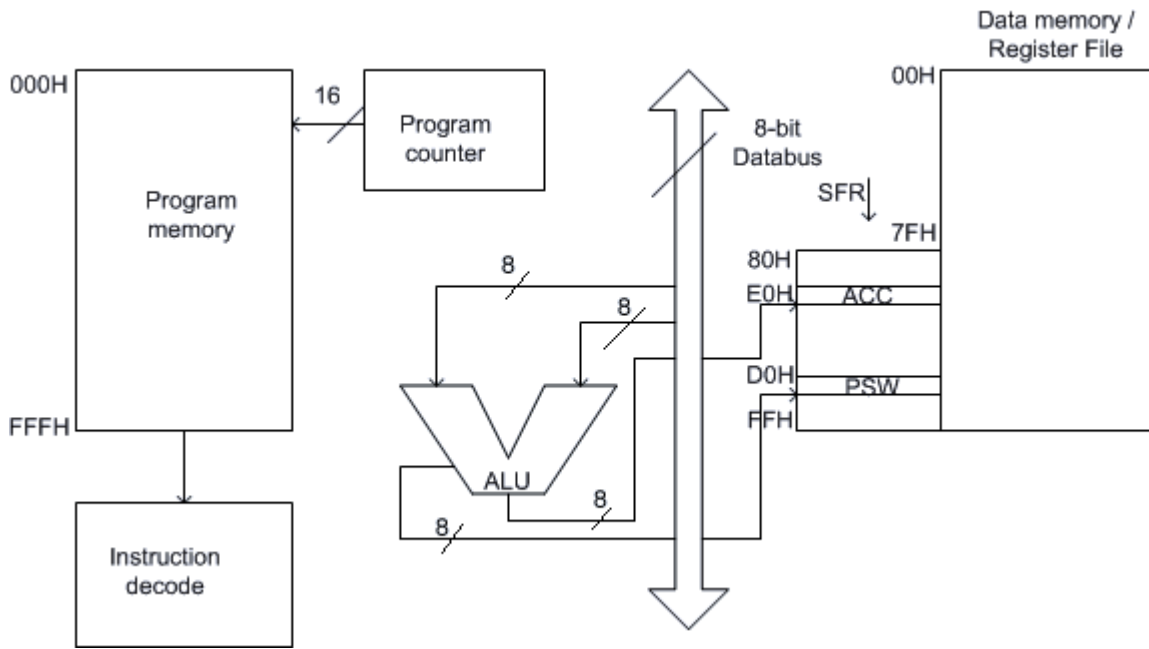 Data memory /
Register File
000H
16
Program
counter
00H
8-bit
Databus
Program
memory
SFR
7FH
80H
8
E0H
ACC
8
D0H
PSW
FFFH
FFH
ALU
8
8
Instruction
decode